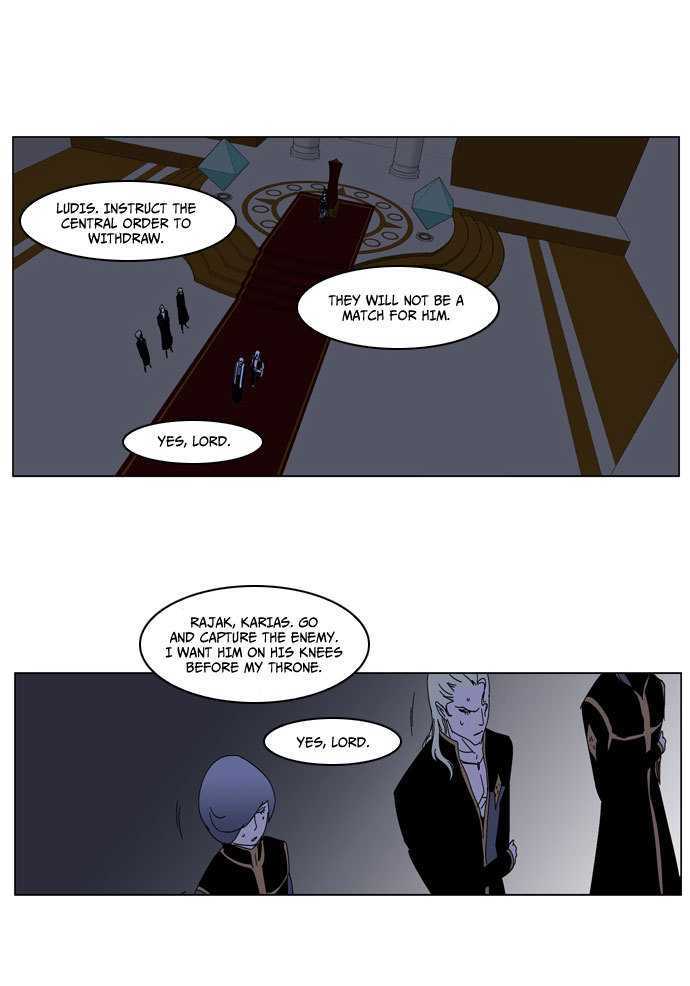 LUDIS. INSTRUCT THE
CENTRAL ORDER TO
WITHDRAW.
THEY WILL NOT BE A
MATCH FOR HIM.
YES, LORD.
RAJAK, KARIAS. GO
AND CAPTURE THE ENEMY.
I WANT HIM ON HIS KNEES
BEFORE MY THRONE.
YES, LORD.